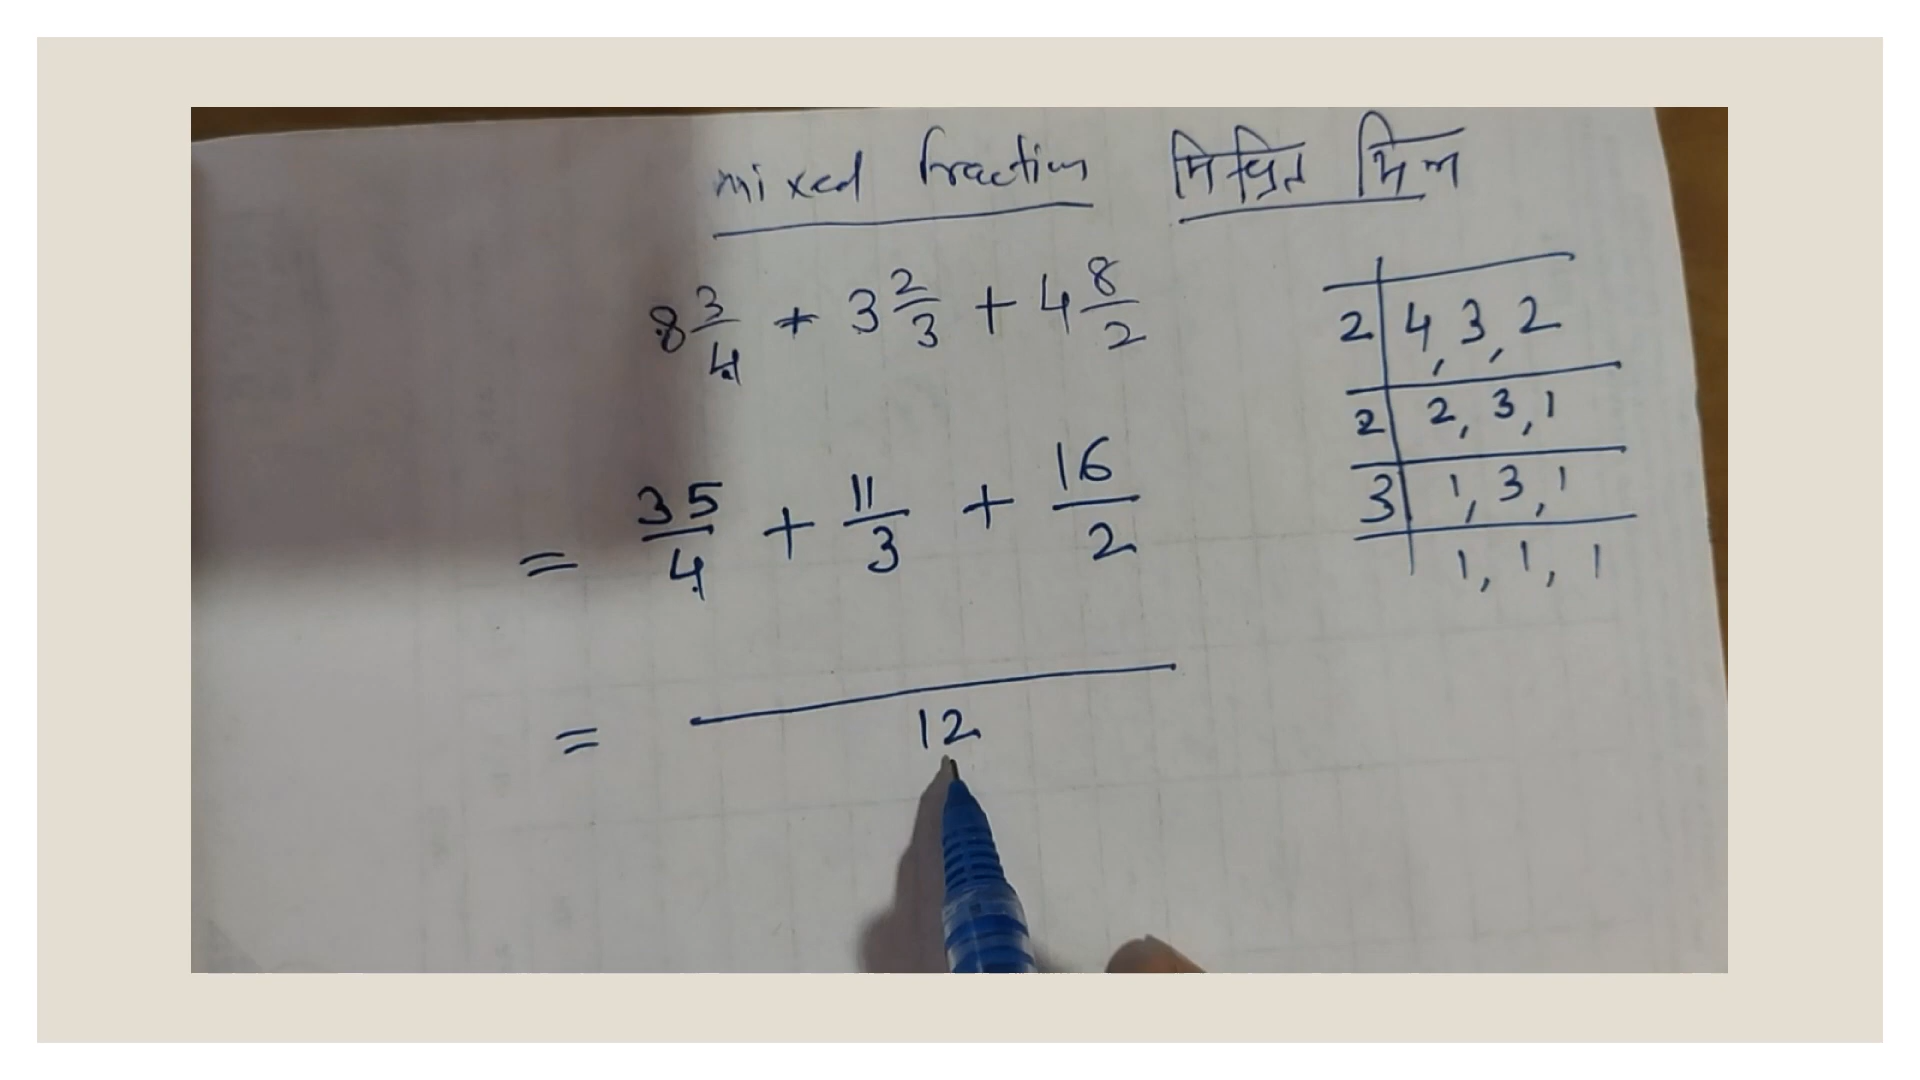 mixed fraction मिश्रित भिन्न
8 3/4 + 3 2/3 + 4 8/2
= 35/4 + 11/3 + 16/2
= /12
2 | 4, 3, 2
2 | 2, 3, 1
3 | 1, 3, 1
1, 1, 1